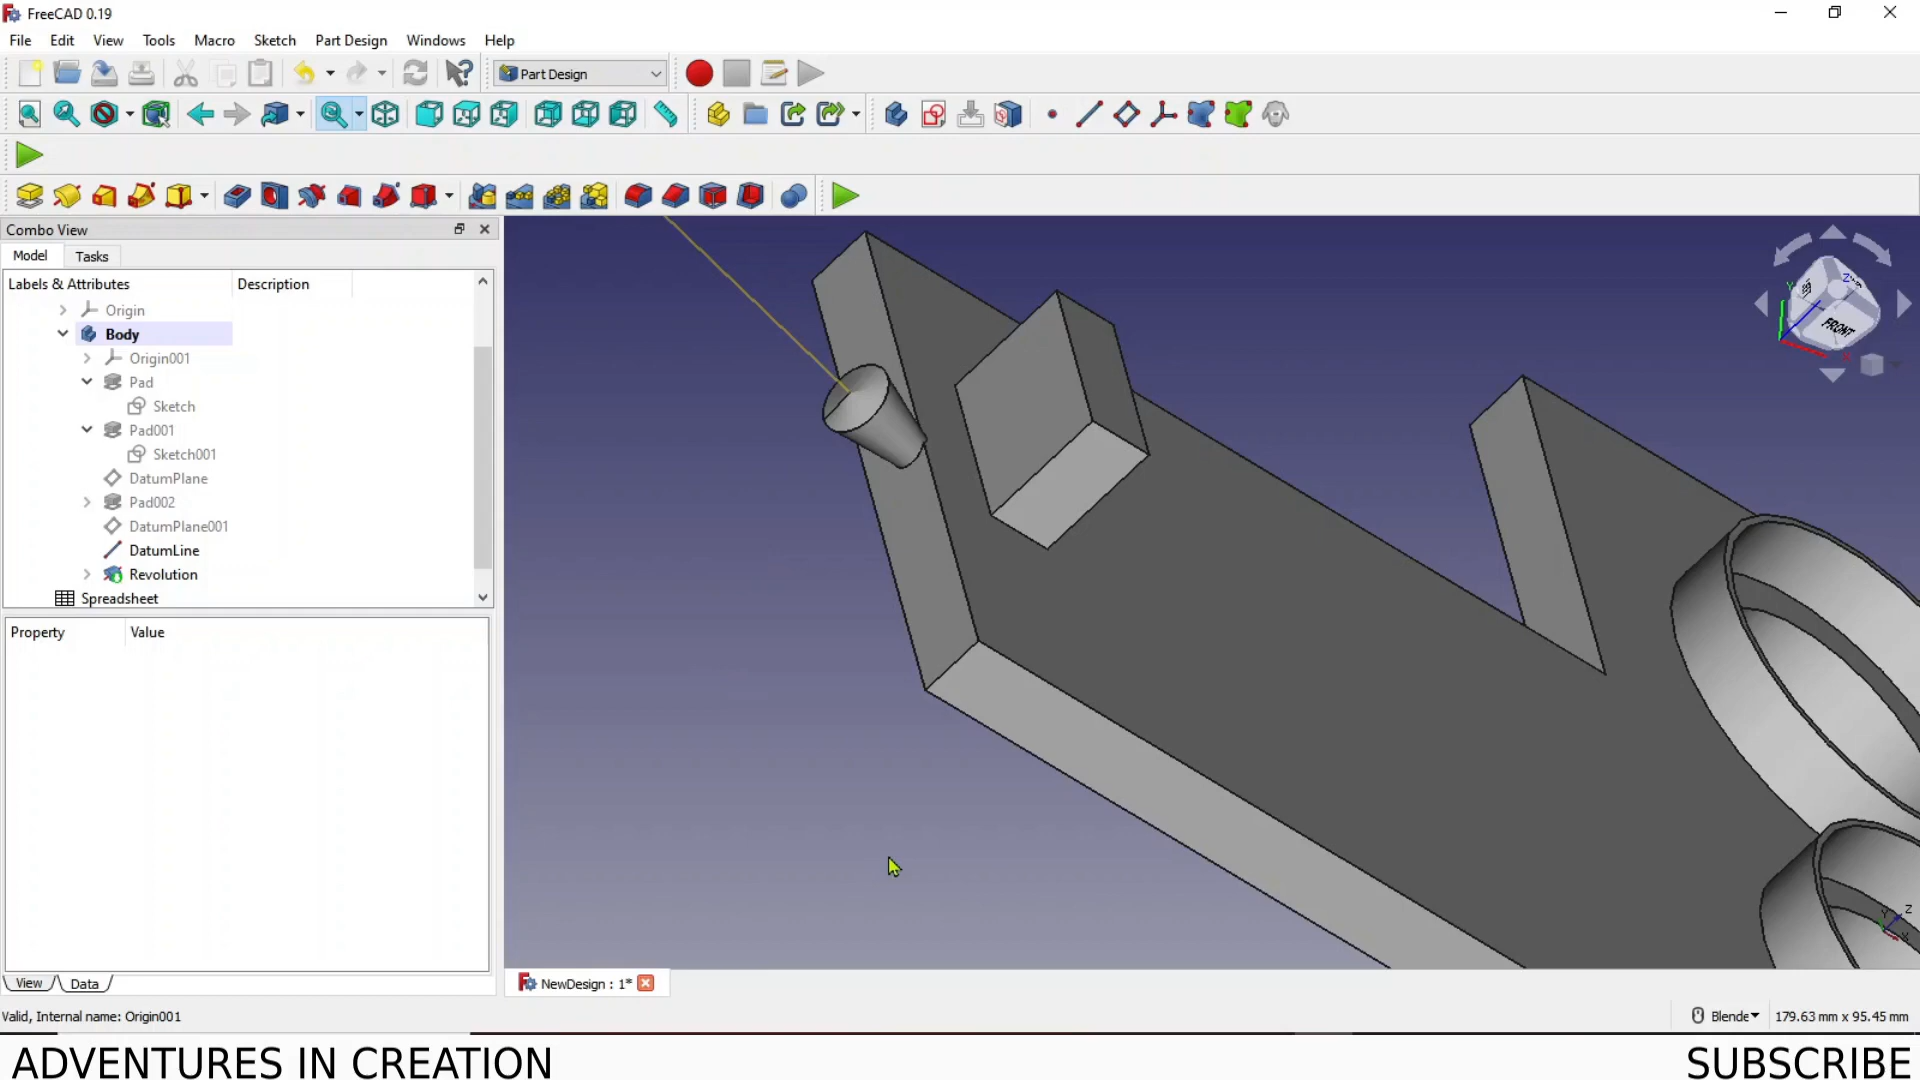 FreeCAD 0.19
File Edit View Tools Macro Sketch Part Design Windows Help
Part Design
Combo View
Model Tasks
Labels & Attributes Description
Origin
Body
Origin001
Pad
Sketch
Pad001
Sketch001
DatumPlane
Pad002
DatumPlane001
DatumLine
Revolution
Spreadsheet
Property Value
FRONT
Z
Y
X
Z
Y
X
View Data
NewDesign : 1*
Valid, Internal name: Origin001
Blende 179.63 mm x 95.45 mm
ADVENTURES IN CREATION
SUBSCRIBE